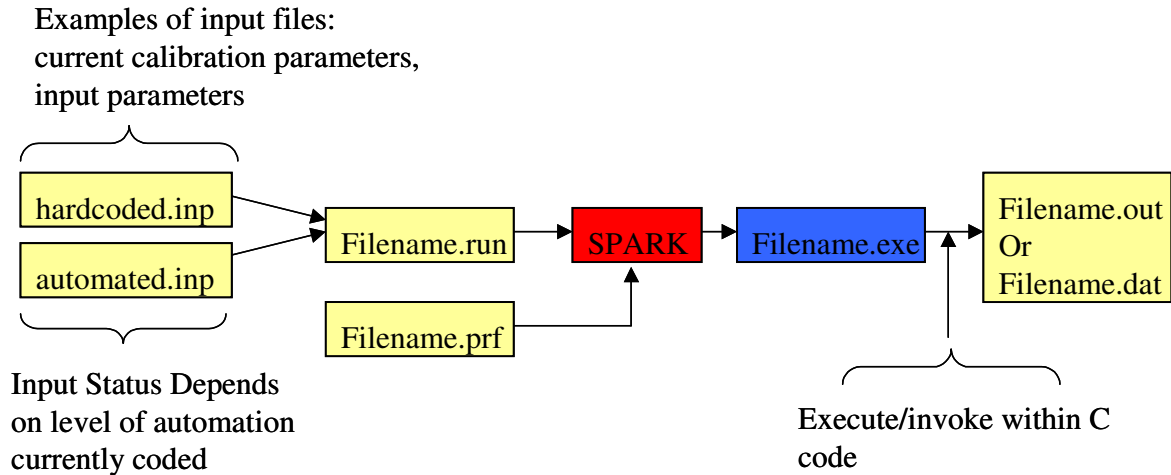 Examples of input files:
current calibration parameters,
input parameters
hardcoded.inp
automated.inp
Filename.run
Filename.prf
SPARK
Filename.exe
Filename.out
Or
Filename.dat
Input Status Depends
on level of automation
currently coded
Execute/invoke within C
code